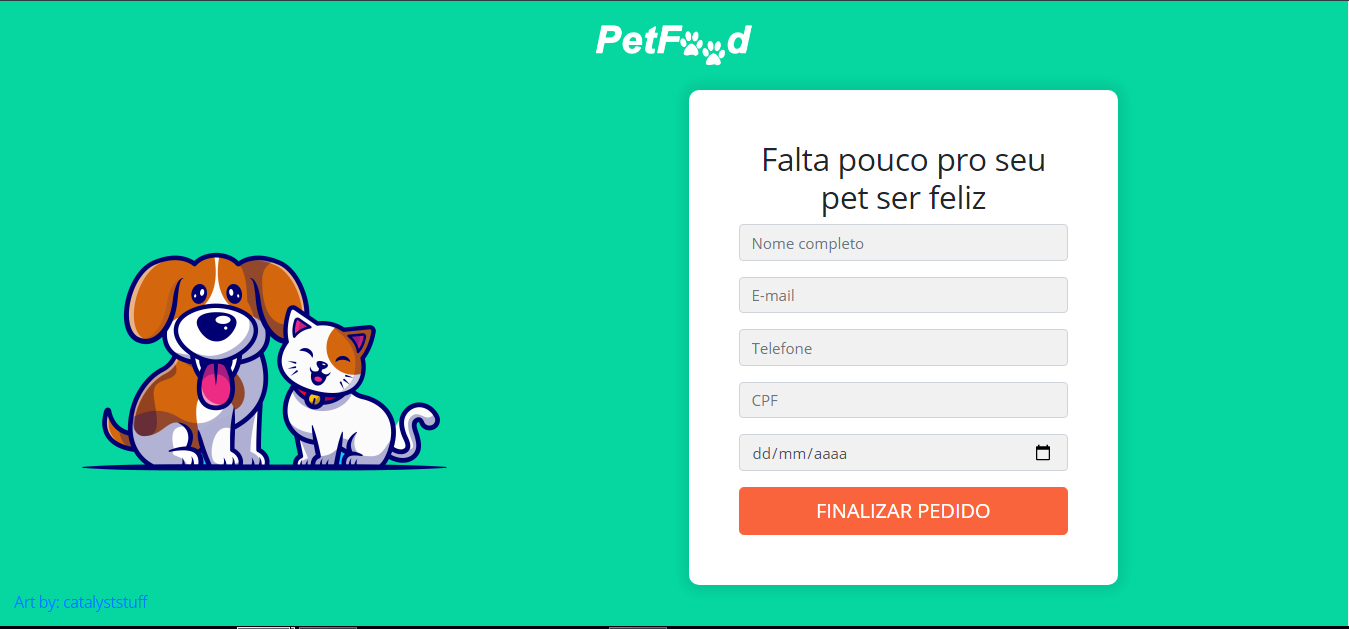 PetFood
Falta pouco pro seu
pet ser feliz
Nome completo
E-mail
Telefone
CPF
dd/mm/aaaa
FINALIZAR PEDIDO
Art by: catalyststuff